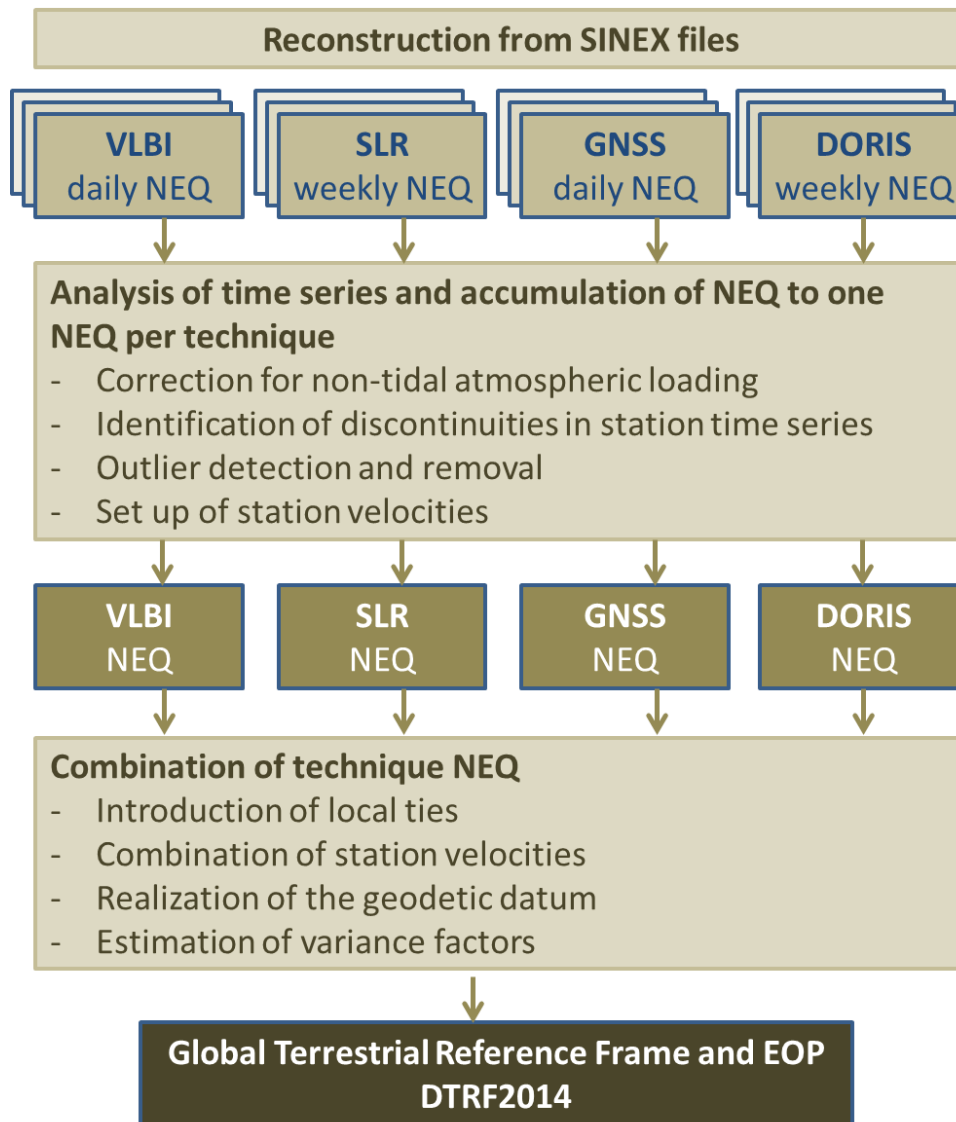 Reconstruction from SINEX files
VLBI
daily NEQ
SLR
weekly NEQ
GNSS
daily NEQ
DORIS
weekly NEQ
Analysis of time series and accumulation of NEQ to one
NEQ per technique
- Correction for non-tidal atmospheric loading
- Identification of discontinuities in station time series
- Outlier detection and removal
- Set up of station velocities
VLBI
NEQ
SLR
NEQ
GNSS
NEQ
DORIS
NEQ
Combination of technique NEQ
- Introduction of local ties
- Combination of station velocities
- Realization of the geodetic datum
- Estimation of variance factors
Global Terrestrial Reference Frame and EOP
DTRF2014